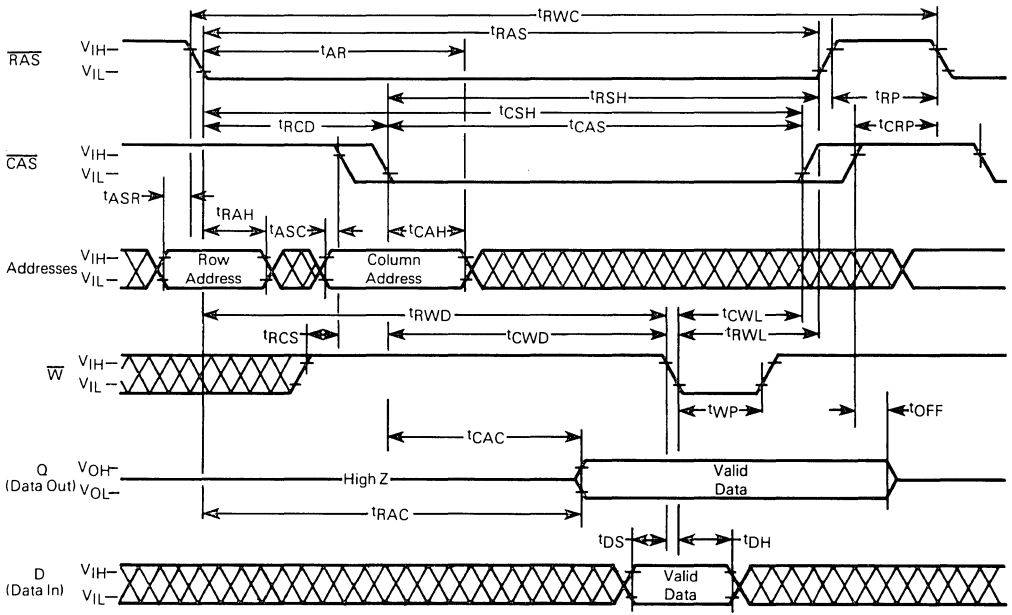 tRWC
tRAS
tAR
RAS
VIH
VIL
tRSH
tRP
tCSH
tRCD
tCAS
tCRP
CAS
VIH
VIL
tASR
tRAH
tASC
tCAH
Addresses
VIH
VIL
Row
Address
Column
Address
tRWD
tCWL
tRCS
tCWD
tRWL
W
VIH
VIL
tWP
tOFF
tCAC
Q
(Data Out)
VOH
VOL
High Z
Valid
Data
tRAC
tDS
tDH
D
(Data In)
VIH
VIL
Valid
Data